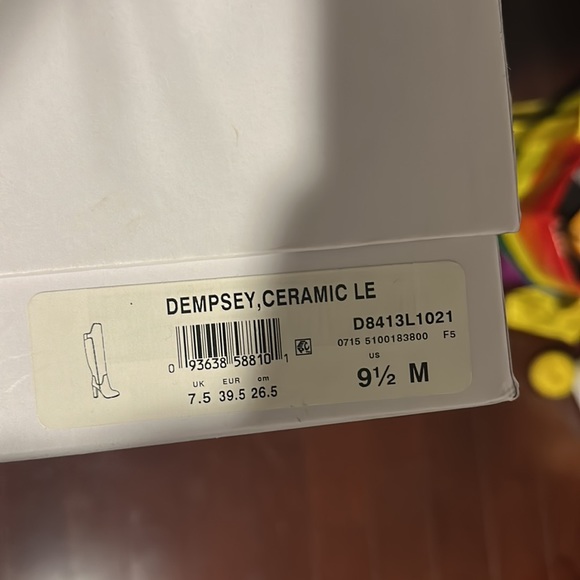 DEMPSEY,CERAMIC LE
D8413L1021
0 93638 58810 1
0715 5100183800 F5
UK EUR cm
7.5 39.5 26.5
US
9½ M